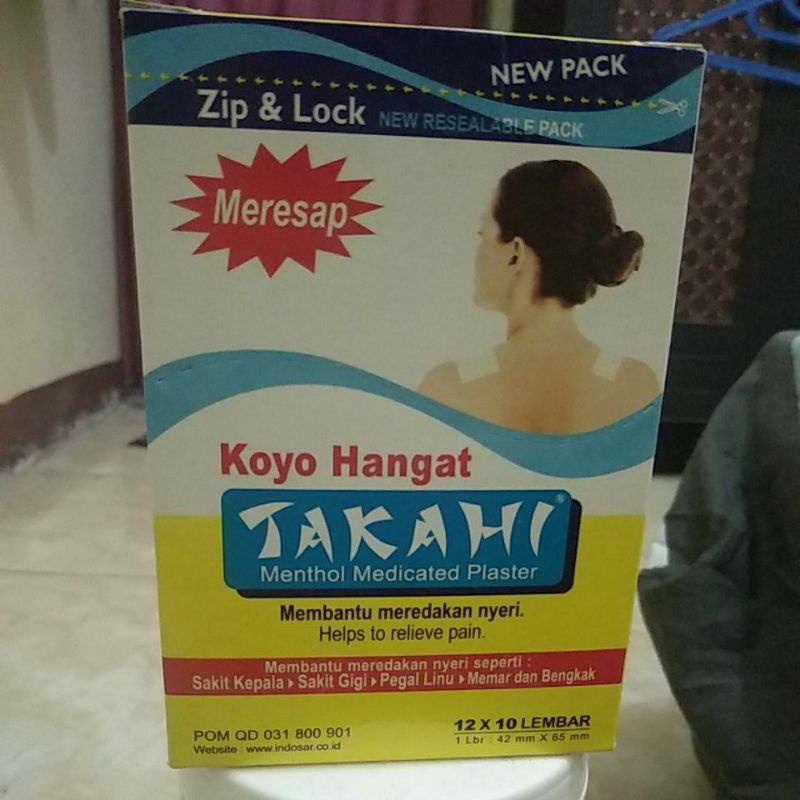 NEW PACK
Zip & Lock NEW RESEALABLE PACK
Meresap
Koyo Hangat
TAKAHI®
Menthol Medicated Plaster
Membantu meredakan nyeri.
Helps to relieve pain.
Membantu meredakan nyeri seperti :
Sakit Kepala Sakit Gigi Pegal Linu Memar dan Bengkak
POM QD 031 800 901
Website : www.indosar.co.id
12 X 10 LEMBAR
1 Lbr : 42 mm X 65 mm